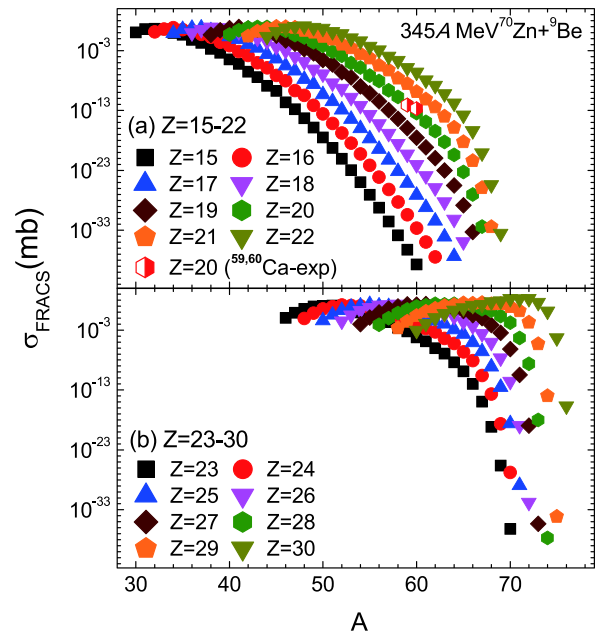 345A MeV ⁷⁰Zn+⁹Be
10⁻³
10⁻¹³
10⁻²³
10⁻³³
(a) Z=15-22
Z=15 Z=16
Z=17 Z=18
Z=19 Z=20
Z=21 Z=22
Z=20 (⁵⁹,⁶⁰Ca-exp)
σFRACS(mb)
10⁻³
10⁻¹³
10⁻²³
10⁻³³
(b) Z=23-30
Z=23 Z=24
Z=25 Z=26
Z=27 Z=28
Z=29 Z=30
30 40 50 60 70
A